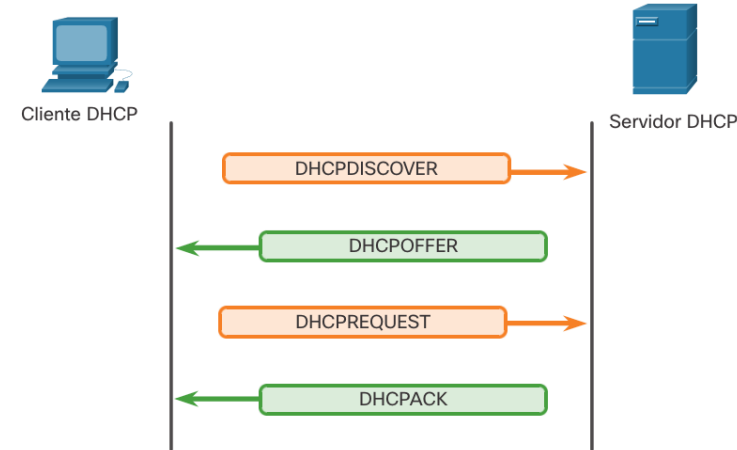 Cliente DHCP
Servidor DHCP
DHCPDISCOVER
DHCPOFFER
DHCPREQUEST
DHCPACK